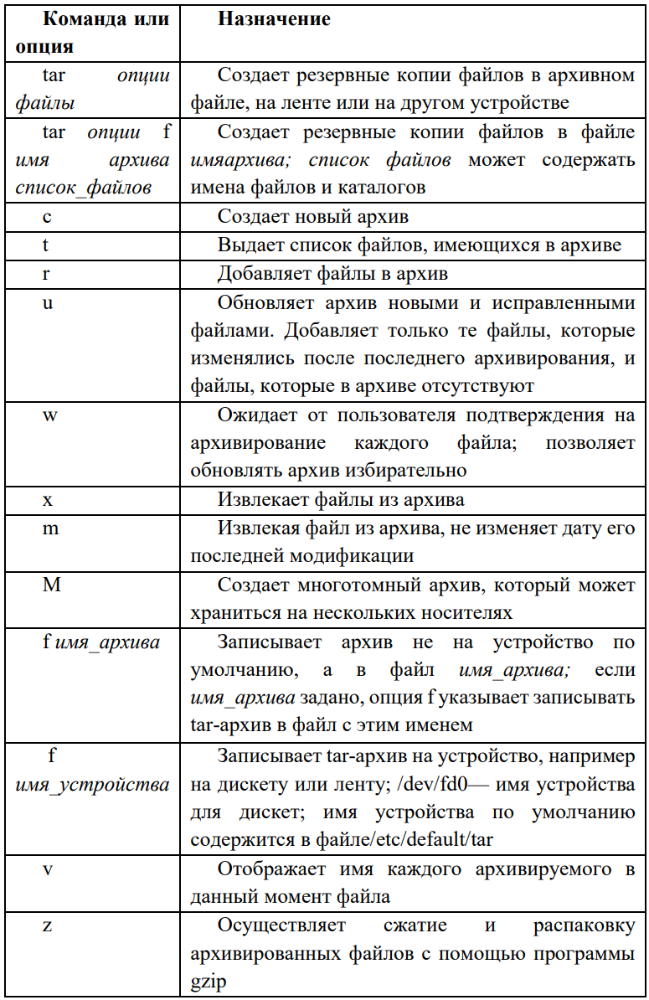 Команда или
опция
Назначение
tar опции
файлы
Создает резервные копии файлов в архивном
файле, на ленте или на другом устройстве
tar опции f
имя архива
список_файлов
Создает резервные копии файлов в файле
имяархива; список файлов может содержать
имена файлов и каталогов
c
Создает новый архив
t
Выдает список файлов, имеющихся в архиве
r
Добавляет файлы в архив
u
Обновляет архив новыми и исправленными
файлами. Добавляет только те файлы, которые
изменялись после последнего архивирования, и
файлы, которые в архиве отсутствуют
w
Ожидает от пользователя подтверждения на
архивирование каждого файла; позволяет
обновлять архив избирательно
x
Извлекает файлы из архива
m
Извлекая файл из архива, не изменяет дату его
последней модификации
M
Создает многотомный архив, который может
храниться на нескольких носителях
f имя_архива
Записывает архив не на устройство по
умолчанию, а в файл имя_архива; если
имя_архива задано, опция f указывает записывать
tar-архив в файл с этим именем
f
имя_устройства
Записывает tar-архив на устройство, например
на дискету или ленту; /dev/fd0— имя устройства
для дискет; имя устройства по умолчанию
содержится в файле/etc/default/tar
v
Отображает имя каждого архивируемого в
данный момент файла
z
Осуществляет сжатие и распаковку
архивированных файлов с помощью программы
gzip